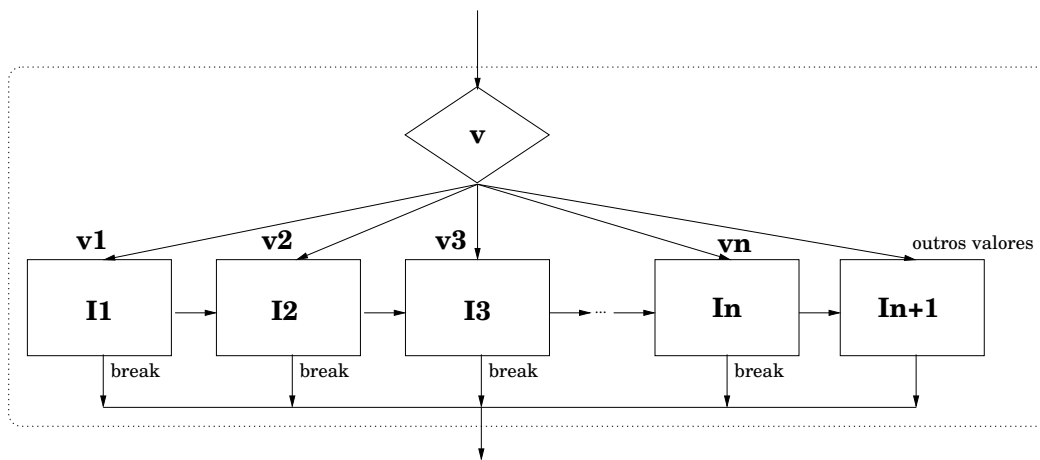 v
v1 v2 v3 vn outros valores
I1 I2 I3 ... In In+1
break break break break